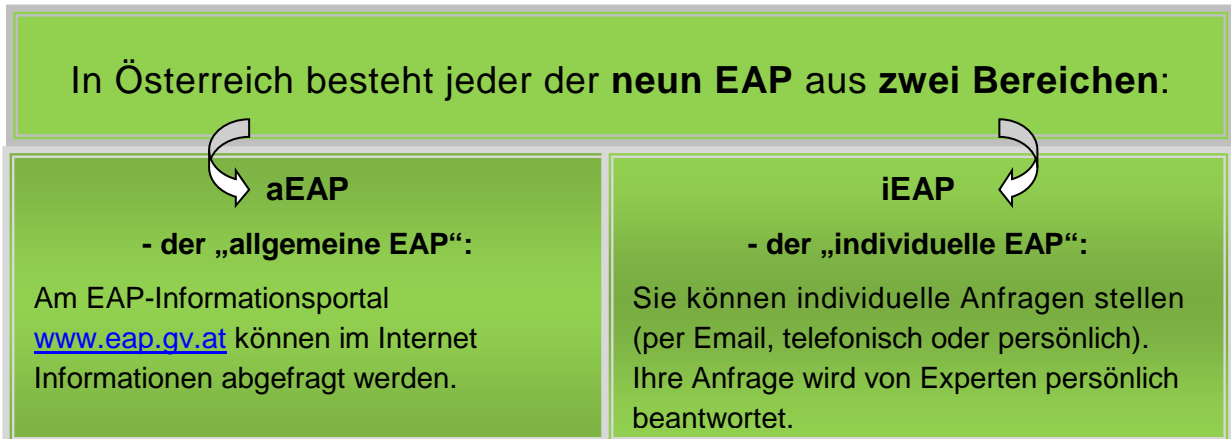 In Österreich besteht jeder der neun EAP aus zwei Bereichen:
aEAP
- der „allgemeine EAP“:
Am EAP-Informationsportal
www.eap.gv.at können im Internet
Informationen abgefragt werden.
iEAP
- der „individuelle EAP“:
Sie können individuelle Anfragen stellen
(per Email, telefonisch oder persönlich).
Ihre Anfrage wird von Experten persönlich
beantwortet.